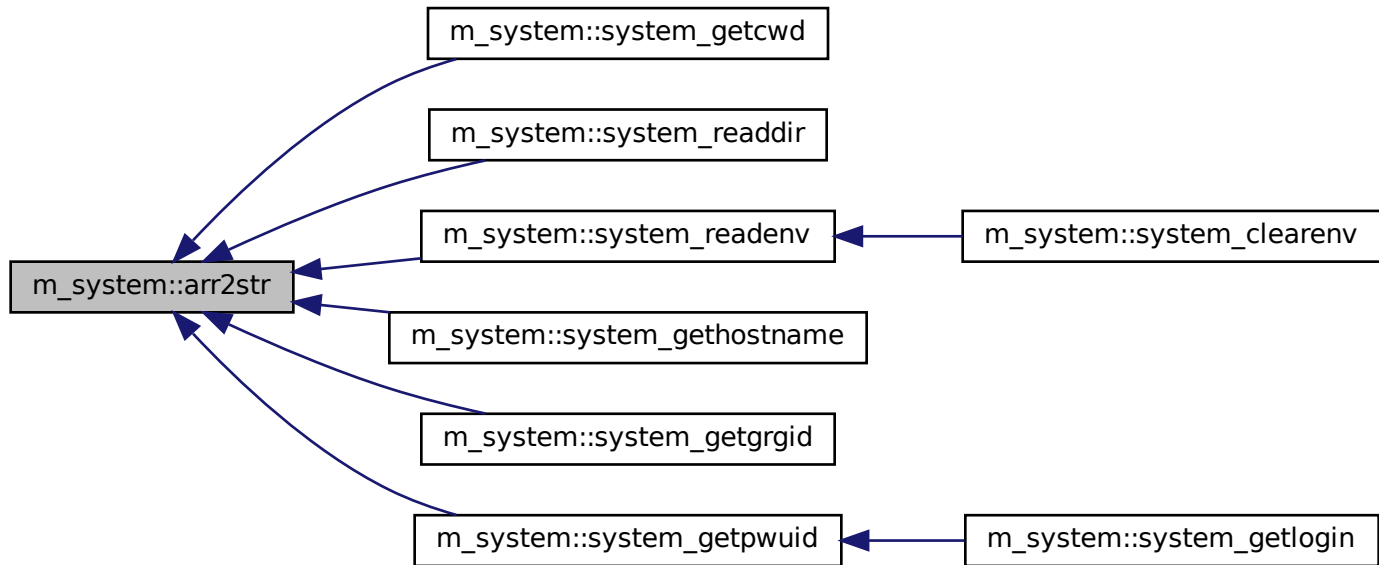 m_system::system_getcwd
m_system::system_readdir
m_system::system_readenv
m_system::system_clearenv
m_system::arr2str
m_system::system_gethostname
m_system::system_getgrgid
m_system::system_getpwuid
m_system::system_getlogin